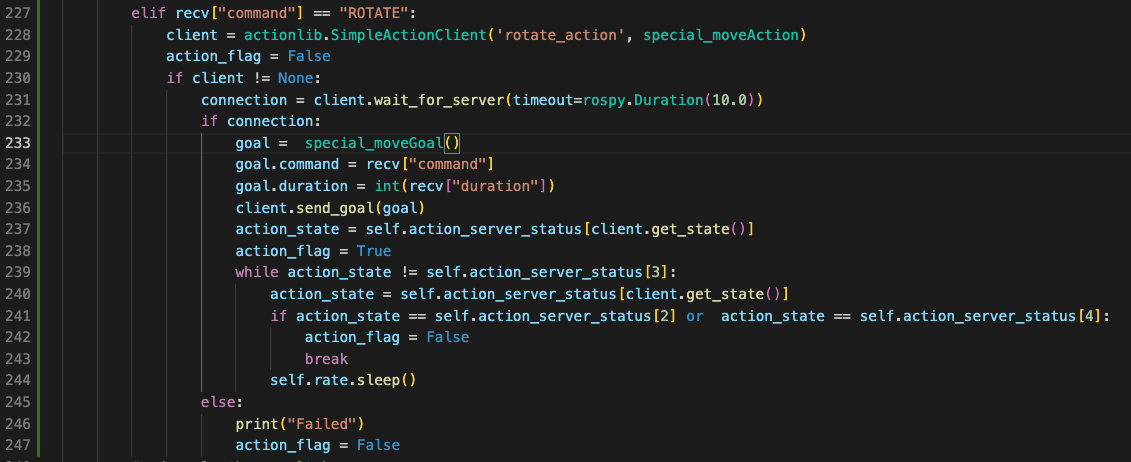 227 elif recv["command"] == "ROTATE":
228 client = actionlib.SimpleActionClient('rotate_action', special_moveAction)
229 action_flag = False
230 if client != None:
231 connection = client.wait_for_server(timeout=rospy.Duration(10.0))
232 if connection:
233 goal =  special_moveGoal()
234 goal.command = recv["command"]
235 goal.duration = int(recv["duration"])
236 client.send_goal(goal)
237 action_state = self.action_server_status[client.get_state()]
238 action_flag = True
239 while action_state != self.action_server_status[3]:
240 action_state = self.action_server_status[client.get_state()]
241 if action_state == self.action_server_status[2] or  action_state == self.action_server_status[4]:
242 action_flag = False
243 break
244 self.rate.sleep()
245 else:
246 print("Failed")
247 action_flag = False